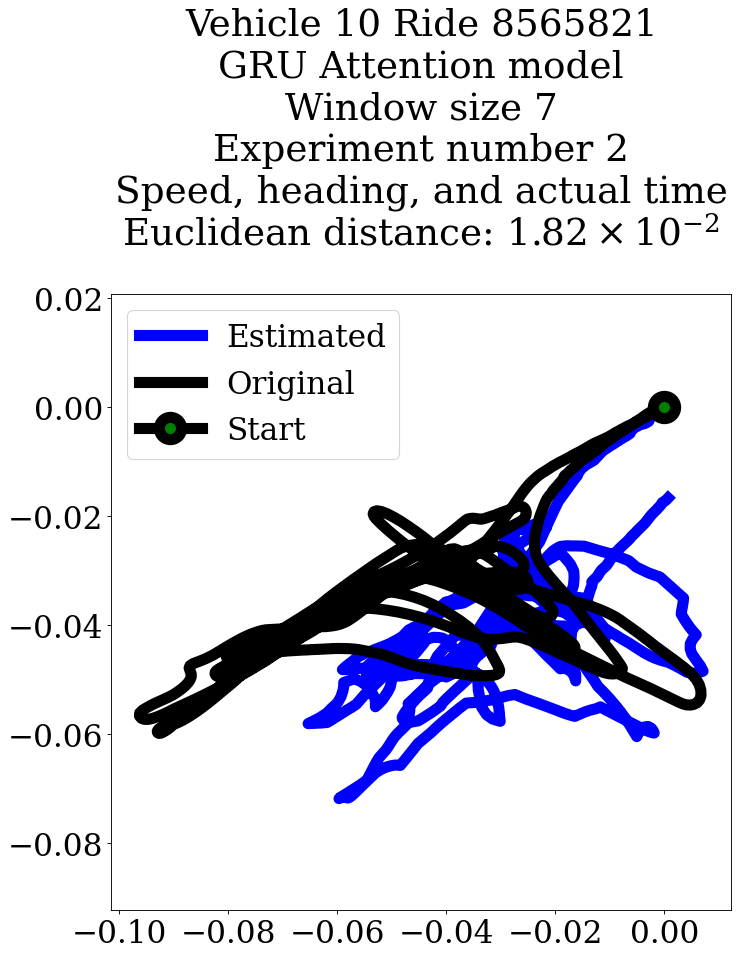 Vehicle 10 Ride 8565821
GRU Attention model
Window size 7
Experiment number 2
Speed, heading, and actual time
Euclidean distance: 1.82 × 10⁻²
0.02
0.00
−0.02
−0.04
−0.06
−0.08
Estimated
Original
Start
−0.10 −0.08 −0.06 −0.04 −0.02 0.00